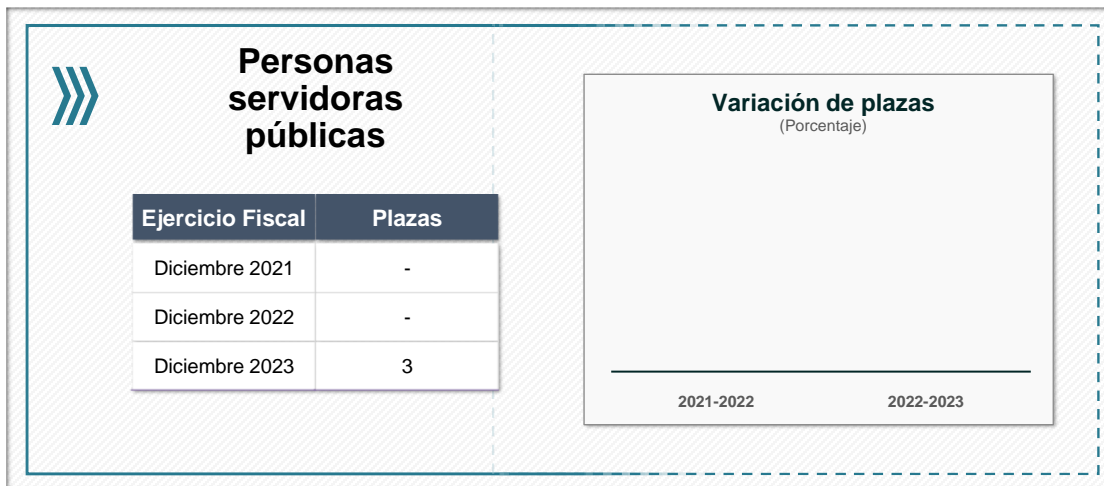 Personas
servidoras
públicas
Ejercicio Fiscal Plazas
Diciembre 2021 -
Diciembre 2022 -
Diciembre 2023 3
Variación de plazas
(Porcentaje)
2021-2022 2022-2023